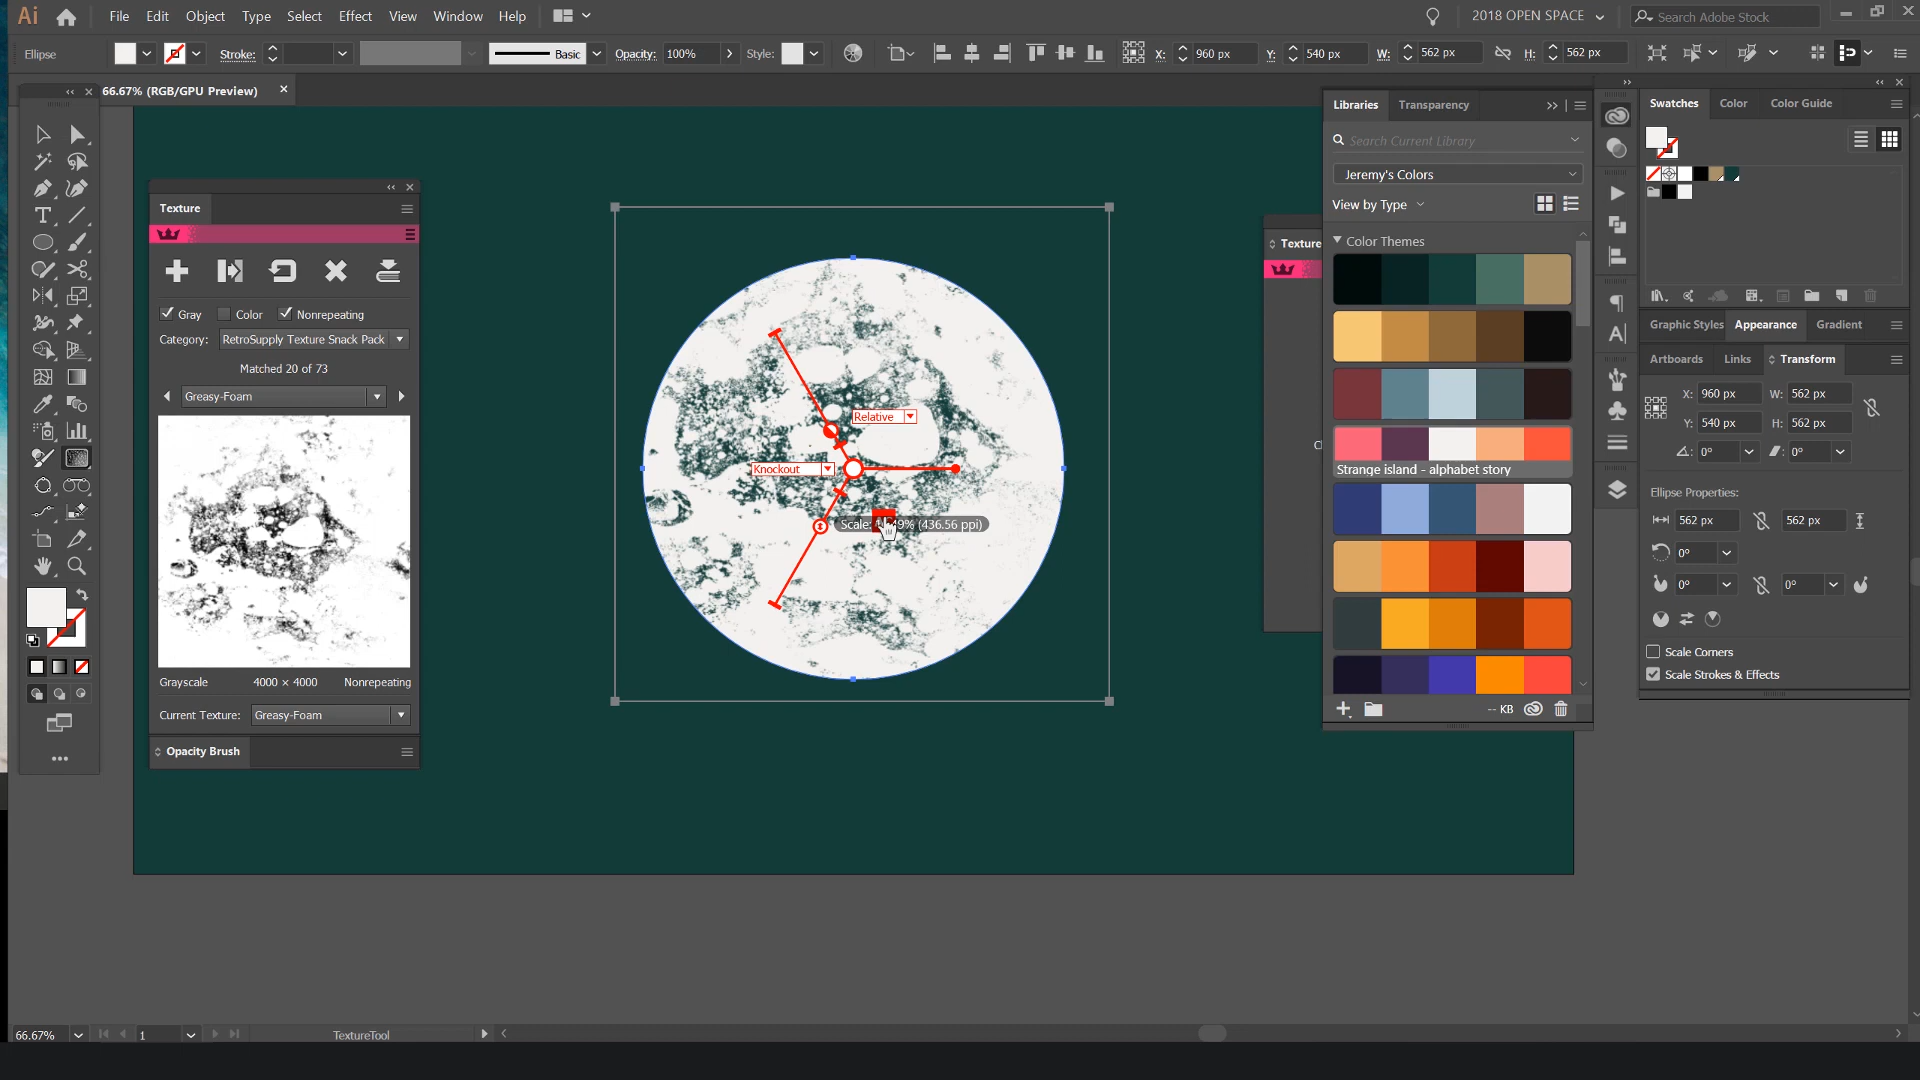 Ai File Edit Object Type Select Effect View Window Help 2018 OPEN SPACE Search Adobe Stock
Ellipse Stroke: Basic Opacity: 100% Style: X: 960 px Y: 540 px W: 562 px H: 562 px
66.67% (RGB/GPU Preview)
Texture
Gray Color Nonrepeating
Category: RetroSupply Texture Snack Pack
Matched 20 of 73
Greasy-Foam
Grayscale 4000 × 4000 Nonrepeating
Current Texture: Greasy-Foam
Opacity Brush
Relative
Knockout
Scale: 49% (436.56 ppi)
Texture
Libraries Transparency
Search Current Library
Jeremy's Colors
View by Type
Color Themes
Strange island - alphabet story
-- KB
Swatches Color Color Guide
Graphic Styles Appearance Gradient
Artboards Links Transform
X: 960 px W: 562 px
Y: 540 px H: 562 px
0° 0°
Ellipse Properties:
562 px 562 px
0°
0° 0°
Scale Corners
Scale Strokes & Effects
66.67% 1 TextureTool